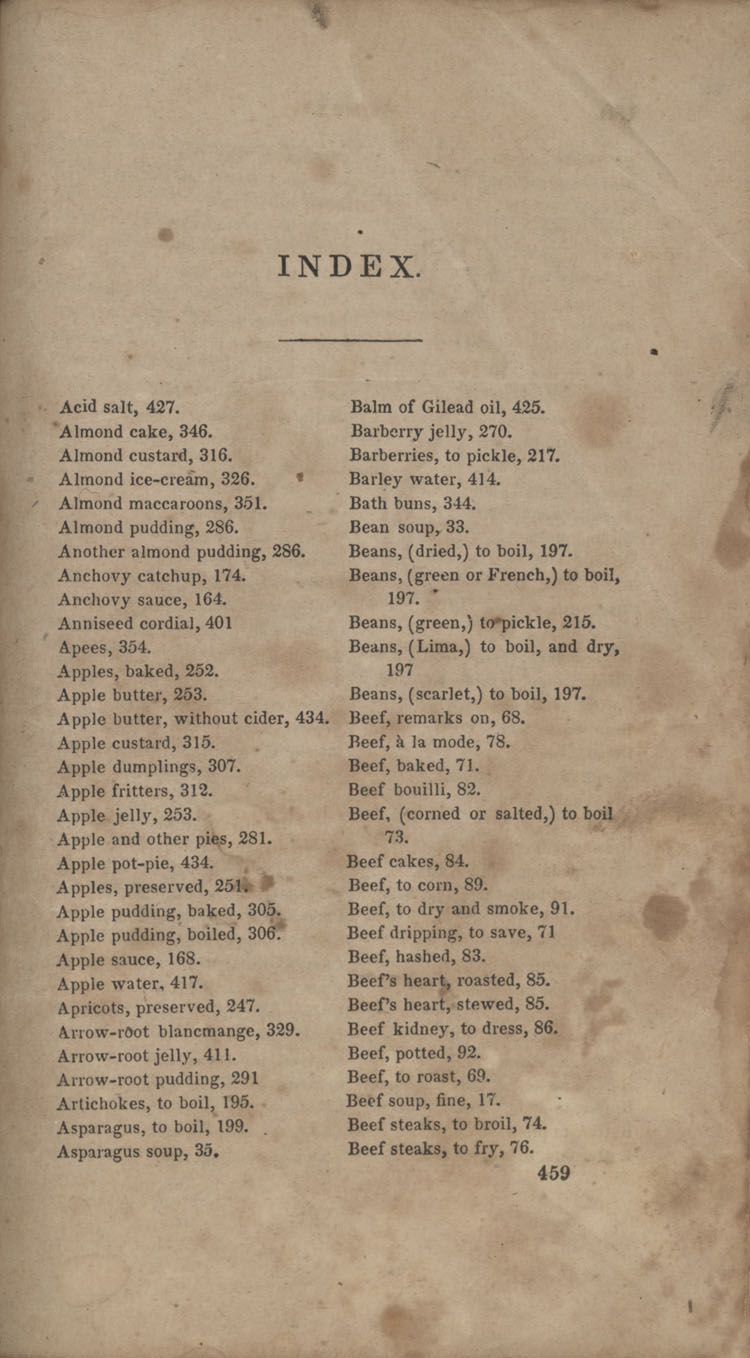 INDEX.
Acid salt, 427.
Almond cake, 346.
Almond custard, 316.
Almond ice-cream, 326.
Almond maccaroons, 351.
Almond pudding, 286.
Another almond pudding, 286.
Anchovy catchup, 174.
Anchovy sauce, 164.
Anniseed cordial, 401
Apees, 354.
Apples, baked, 252.
Apple butter, 253.
Apple butter, without cider, 434.
Apple custard, 315.
Apple dumplings, 307.
Apple fritters, 312.
Apple jelly, 253.
Apple and other pies, 281.
Apple pot-pie, 434.
Apples, preserved, 251.
Apple pudding, baked, 305.
Apple pudding, boiled, 306.
Apple sauce, 168.
Apple water, 417.
Apricots, preserved, 247.
Arrow-root blancmange, 329.
Arrow-root jelly, 411.
Arrow-root pudding, 291
Artichokes, to boil, 195.
Asparagus, to boil, 199.
Asparagus soup, 35.
Balm of Gilead oil, 425.
Barberry jelly, 270.
Barberries, to pickle, 217.
Barley water, 414.
Bath buns, 344.
Bean soup, 33.
Beans, (dried,) to boil, 197.
Beans, (green or French,) to boil,
197.
Beans, (green,) to pickle, 215.
Beans, (Lima,) to boil, and dry,
197
Beans, (scarlet,) to boil, 197.
Beef, remarks on, 68.
Beef, à la mode, 78.
Beef, baked, 71.
Beef bouilli, 82.
Beef, (corned or salted,) to boil
73.
Beef cakes, 84.
Beef, to corn, 89.
Beef, to dry and smoke, 91.
Beef dripping, to save, 71
Beef, hashed, 83.
Beef's heart, roasted, 85.
Beef's heart, stewed, 85.
Beef kidney, to dress, 86.
Beef, potted, 92.
Beef, to roast, 69.
Beef soup, fine, 17.
Beef steaks, to broil, 74.
Beef steaks, to fry, 76.
459